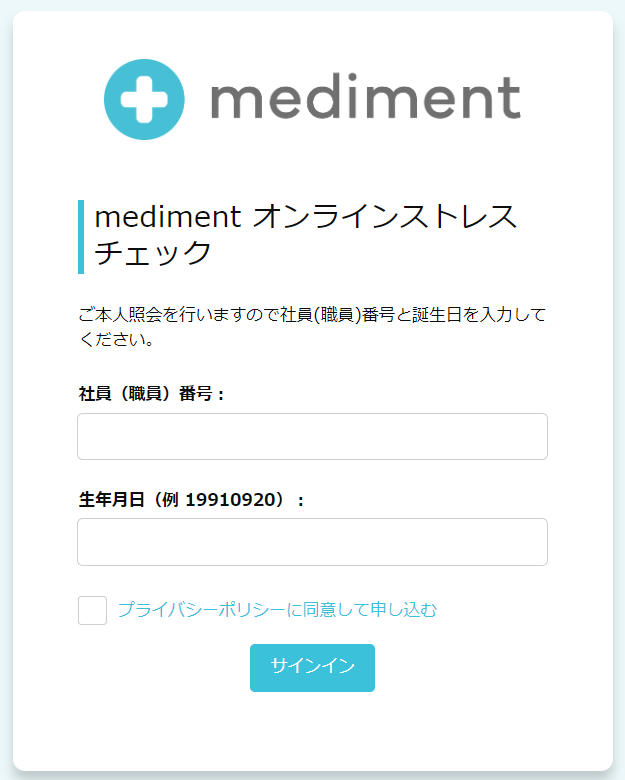 mediment
mediment オンラインストレス
チェック
ご本人照会を行いますので社員(職員)番号と誕生日を入力して
ください。
社員（職員）番号 :
生年月日（例 19910920） :
プライバシーポリシーに同意して申し込む
サインイン